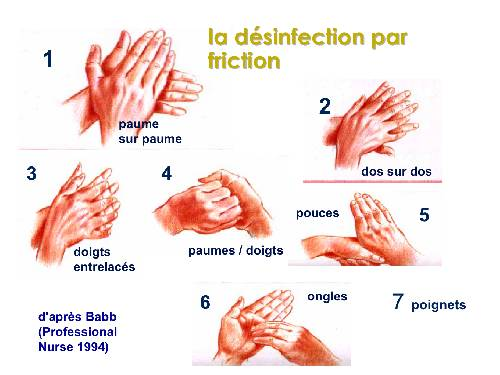 la désinfection par
friction
1
paume
sur paume
2
dos sur dos
3
doigts
entrelacés
4
paumes / doigts
pouces
5
6
ongles
7 poignets
d'après Babb
(Professional
Nurse 1994)